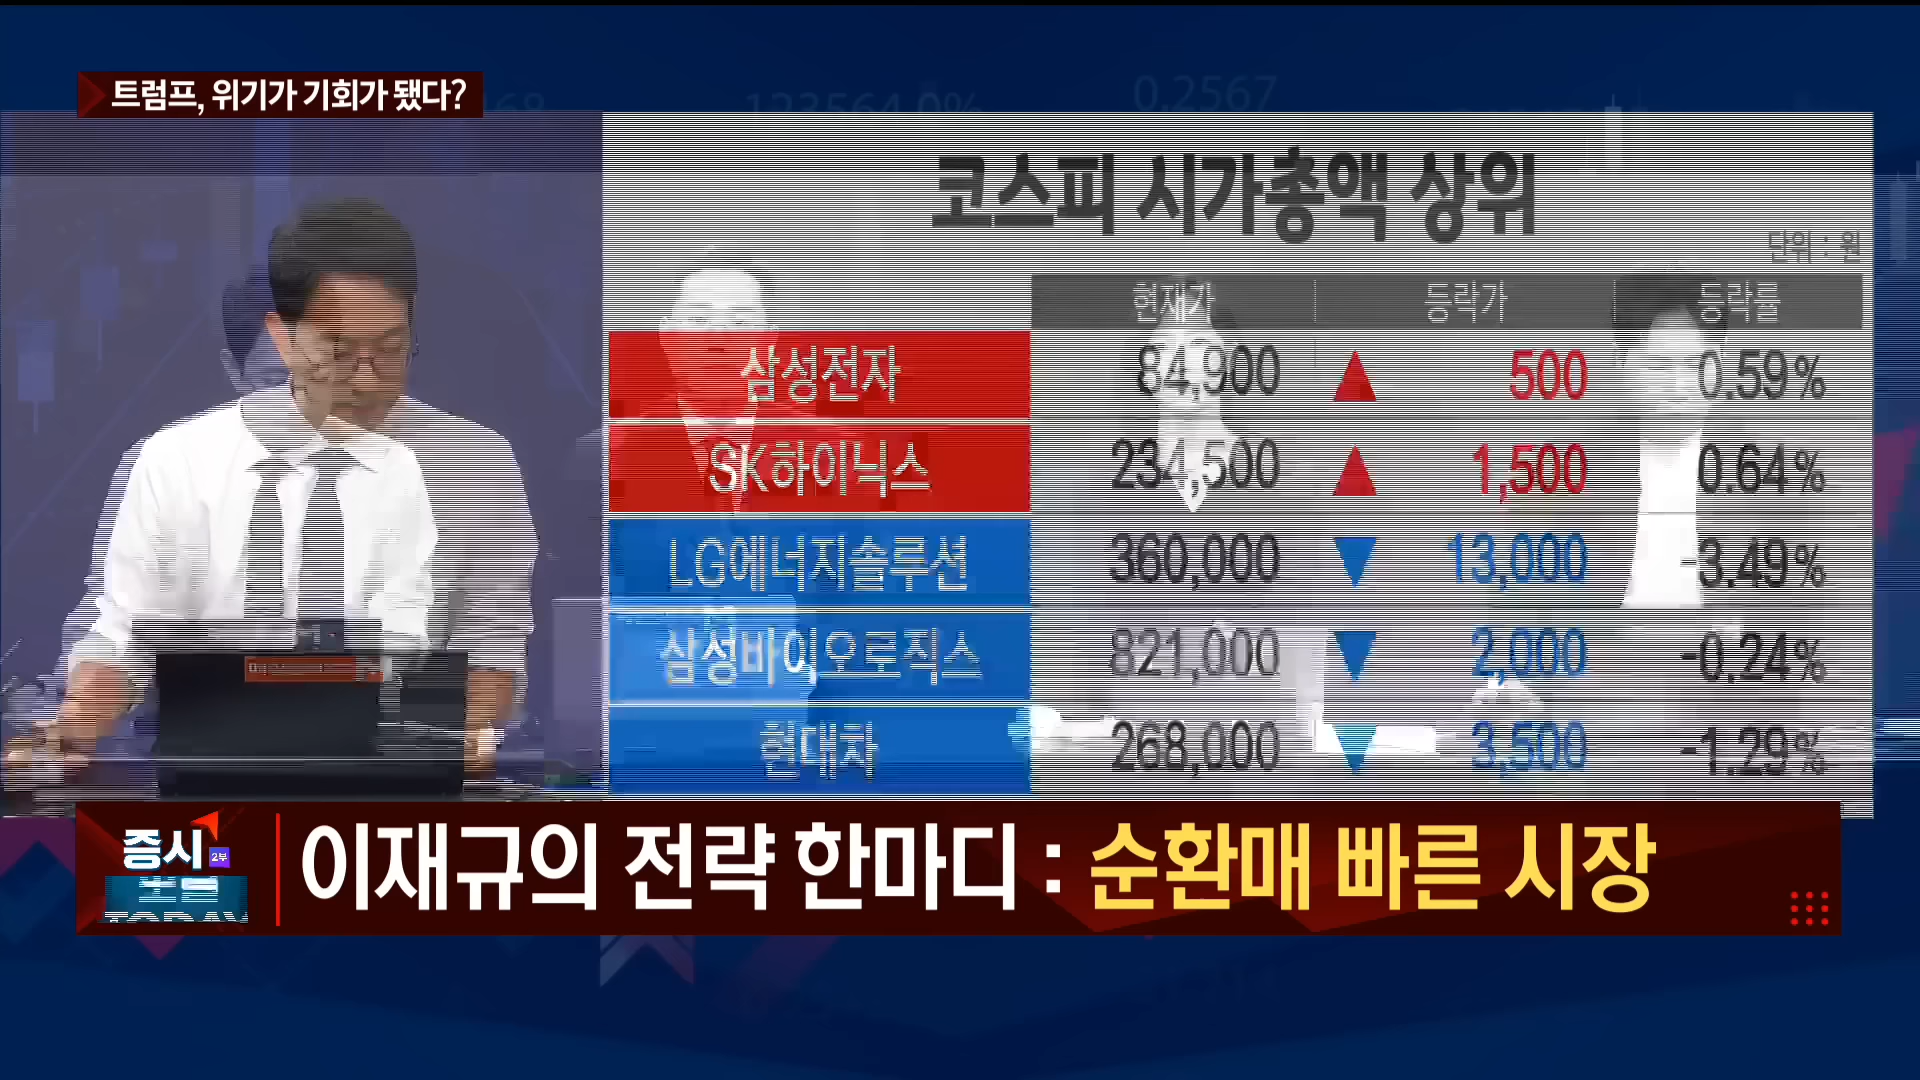 트럼프, 위기가 기회가 됐다?
0.2567
코스피 시가총액 상위
단위 : 원
현재가 등락가 등락률
삼성전자 84,900 ▲ 500 0.59%
SK하이닉스 234,500 ▲ 1,500 0.64%
LG에너지솔루션 360,000 ▼ 13,000 -3.49%
삼성바이오로직스 821,000 ▼ 2,000 -0.24%
현대차 268,000 ▼ 3,500 -1.29%
증시 2부
TODAY
이재규의 전략 한마디 : 순환매 빠른 시장